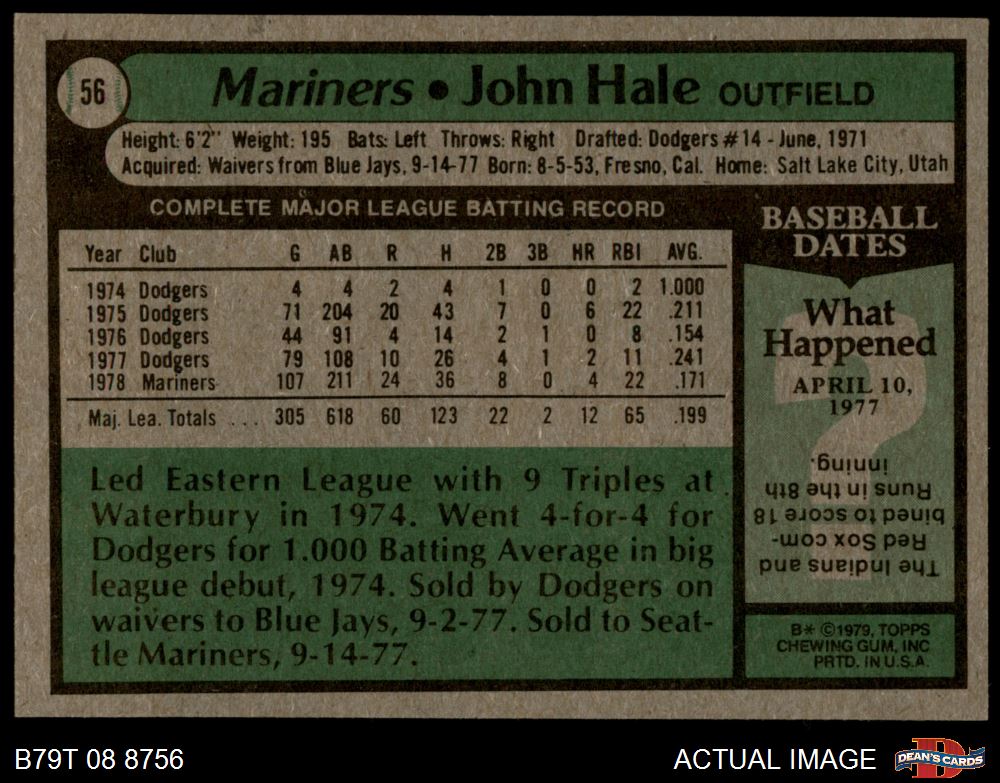 56
Mariners • John Hale OUTFIELD
Height: 6'2" Weight: 195 Bats: Left Throws: Right Drafted: Dodgers #14 - June, 1971
Acquired: Waivers from Blue Jays, 9-14-77 Born: 8-5-53, Fresno, Cal. Home: Salt Lake City, Utah
COMPLETE MAJOR LEAGUE BATTING RECORD
Year Club G AB R H 2B 3B HR RBI AVG.
1974 Dodgers 4 4 2 4 1 0 0 2 1.000
1975 Dodgers 71 204 20 43 7 0 6 22 .211
1976 Dodgers 44 91 4 14 2 1 0 8 .154
1977 Dodgers 79 108 10 26 4 1 2 11 .241
1978 Mariners 107 211 24 36 8 0 4 22 .171
Maj. Lea. Totals ... 305 618 60 123 22 2 12 65 .199
Led Eastern League with 9 Triples at
Waterbury in 1974. Went 4-for-4 for
Dodgers for 1.000 Batting Average in big
league debut, 1974. Sold by Dodgers on
waivers to Blue Jays, 9-2-77. Sold to Seat-
tle Mariners, 9-14-77.
BASEBALL
DATES
What
Happened
APRIL 10,
1977
?
The Indians and
Red Sox com-
bined to score 18
Runs in the 8th
inning.
B* ©1979, TOPPS
CHEWING GUM, INC
PRTD. IN U.S.A.
B79T 08 8756
ACTUAL IMAGE
D
DEAN'S CARDS